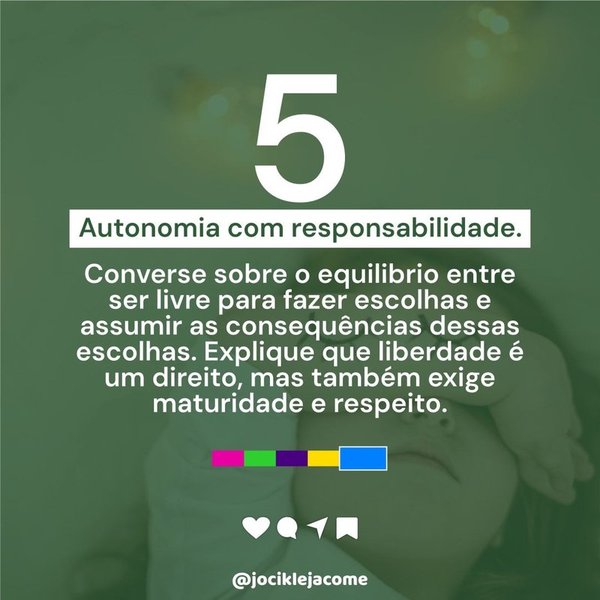 5
Autonomia com responsabilidade.
Converse sobre o equilibrio entre
ser livre para fazer escolhas e
assumir as consequências dessas
escolhas. Explique que liberdade é
um direito, mas também exige
maturidade e respeito.
@jociklejacome